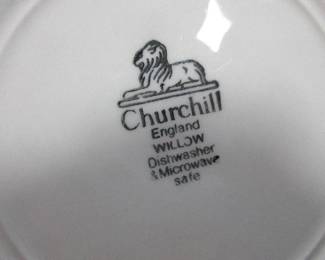 Churchill
England
WILLOW
Dishwasher
& Microwave
safe